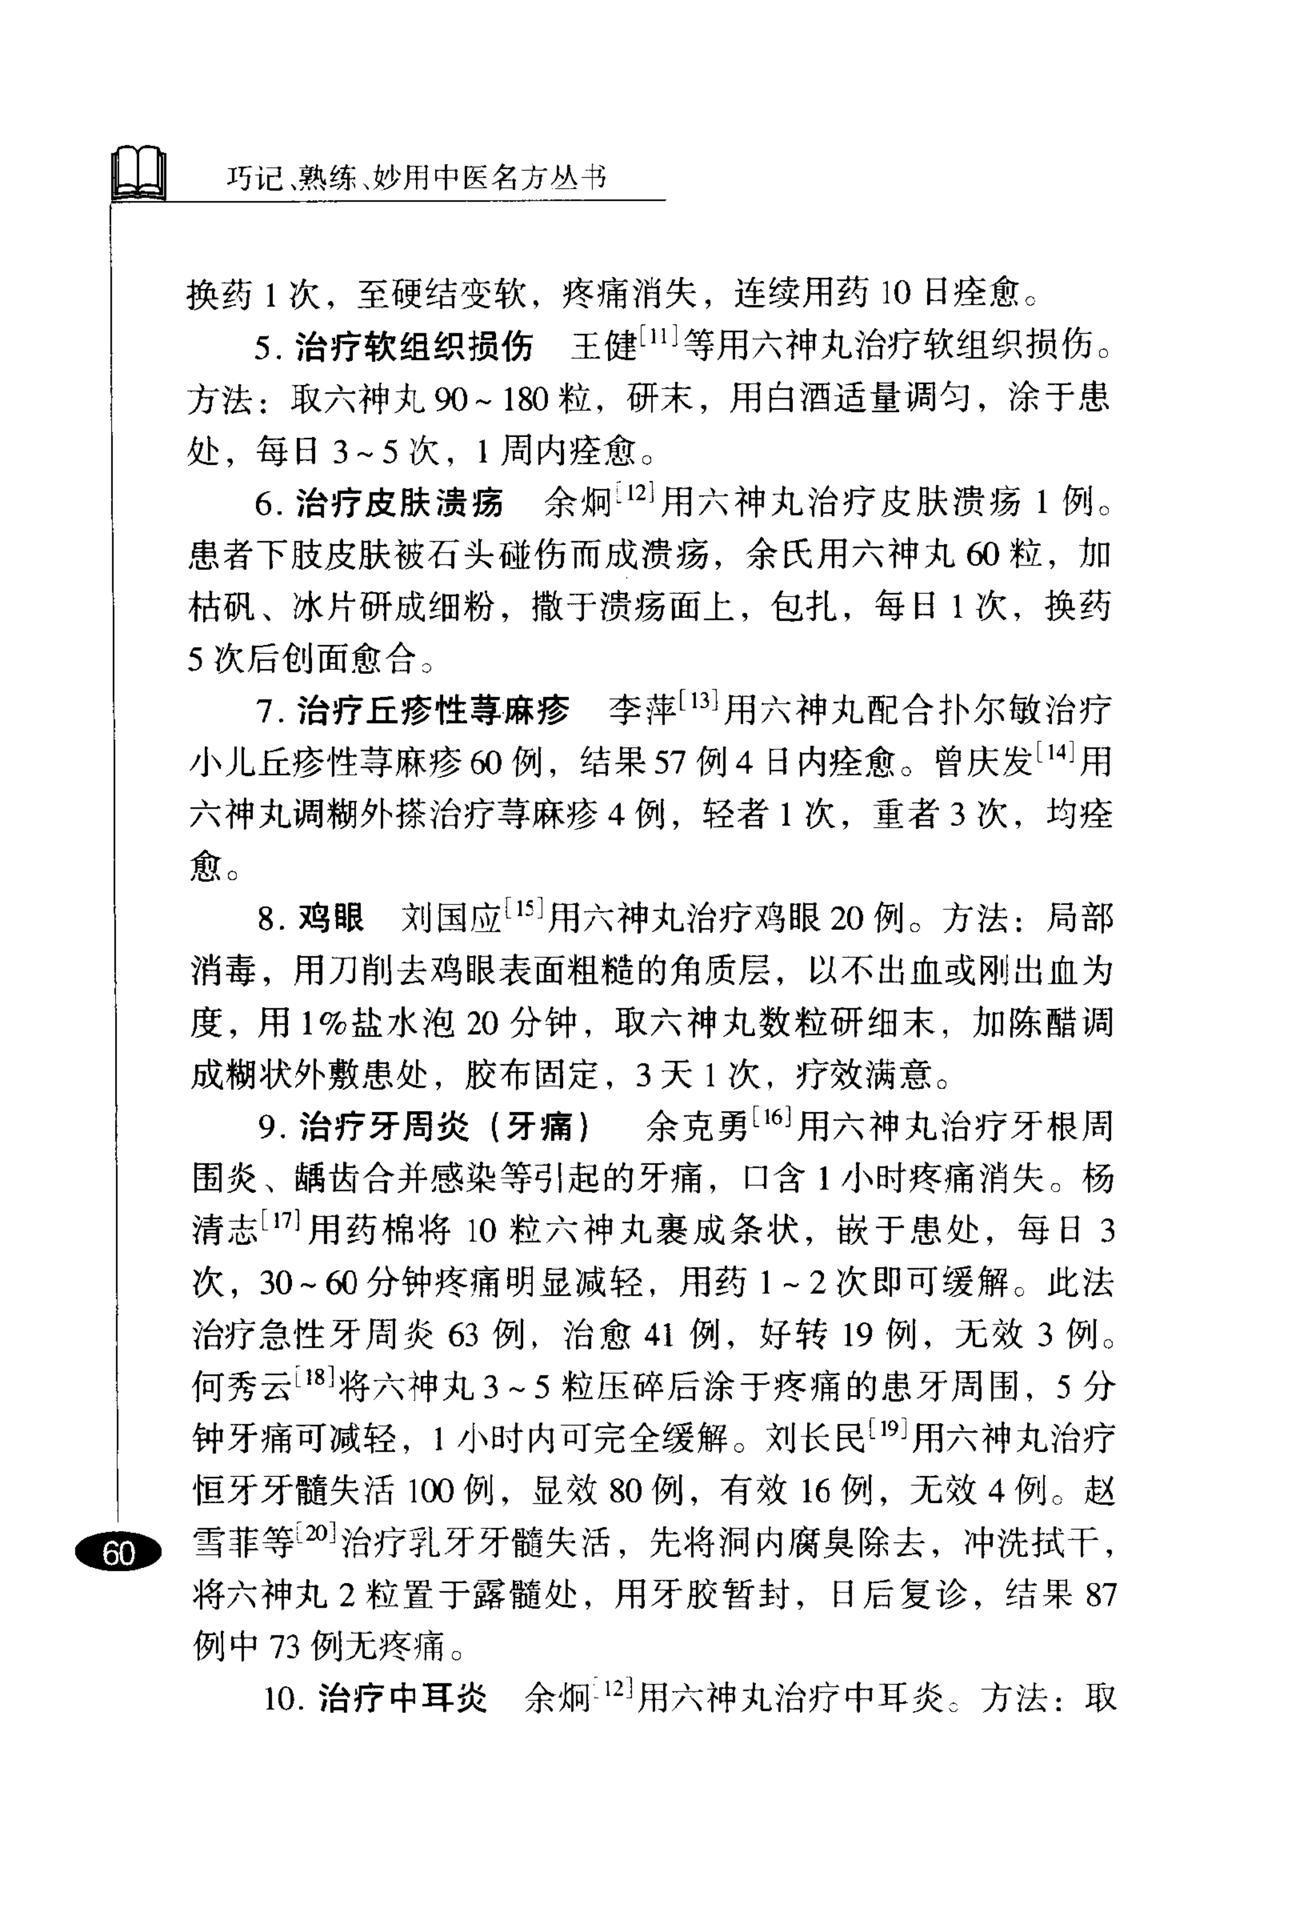 巧记、熟练、妙用中医名方丛书
换药 1 次，至硬结变软，疼痛消失，连续用药 10 日痊愈。
5. 治疗软组织损伤　王健[11]等用六神丸治疗软组织损伤。
方法：取六神丸 90～180 粒，研末，用白酒适量调匀，涂于患
处，每日 3～5 次，1 周内痊愈。
6. 治疗皮肤溃疡　余炯[12]用六神丸治疗皮肤溃疡 1 例。
患者下肢皮肤被石头碰伤而成溃疡，余氏用六神丸 60 粒，加
枯矾、冰片研成细粉，撒于溃疡面上，包扎，每日 1 次，换药
5 次后创面愈合。
7. 治疗丘疹性荨麻疹　李萍[13]用六神丸配合扑尔敏治疗
小儿丘疹性荨麻疹 60 例，结果 57 例 4 日内痊愈。曾庆发[14]用
六神丸调糊外搽治疗荨麻疹 4 例，轻者 1 次，重者 3 次，均痊
愈。
8. 鸡眼　刘国应[15]用六神丸治疗鸡眼 20 例。方法：局部
消毒，用刀削去鸡眼表面粗糙的角质层，以不出血或刚出血为
度，用 1%盐水泡 20 分钟，取六神丸数粒研细末，加陈醋调
成糊状外敷患处，胶布固定，3 天 1 次，疗效满意。
9. 治疗牙周炎（牙痛）　余克勇[16]用六神丸治疗牙根周
围炎、龋齿合并感染等引起的牙痛，口含 1 小时疼痛消失。杨
清志[17]用药棉将 10 粒六神丸裹成条状，嵌于患处，每日 3
次，30～60 分钟疼痛明显减轻，用药 1～2 次即可缓解。此法
治疗急性牙周炎 63 例，治愈 41 例，好转 19 例，无效 3 例。
何秀云[18]将六神丸 3～5 粒压碎后涂于疼痛的患牙周围，5 分
钟牙痛可减轻，1 小时内可完全缓解。刘长民[19]用六神丸治疗
恒牙牙髓失活 100 例，显效 80 例，有效 16 例，无效 4 例。赵
雪菲等[20]治疗乳牙牙髓失活，先将洞内腐臭除去，冲洗拭干，
将六神丸 2 粒置于露髓处，用牙胶暂封，日后复诊，结果 87
例中 73 例无疼痛。
10. 治疗中耳炎　余炯[12]用六神丸治疗中耳炎。方法：取
60